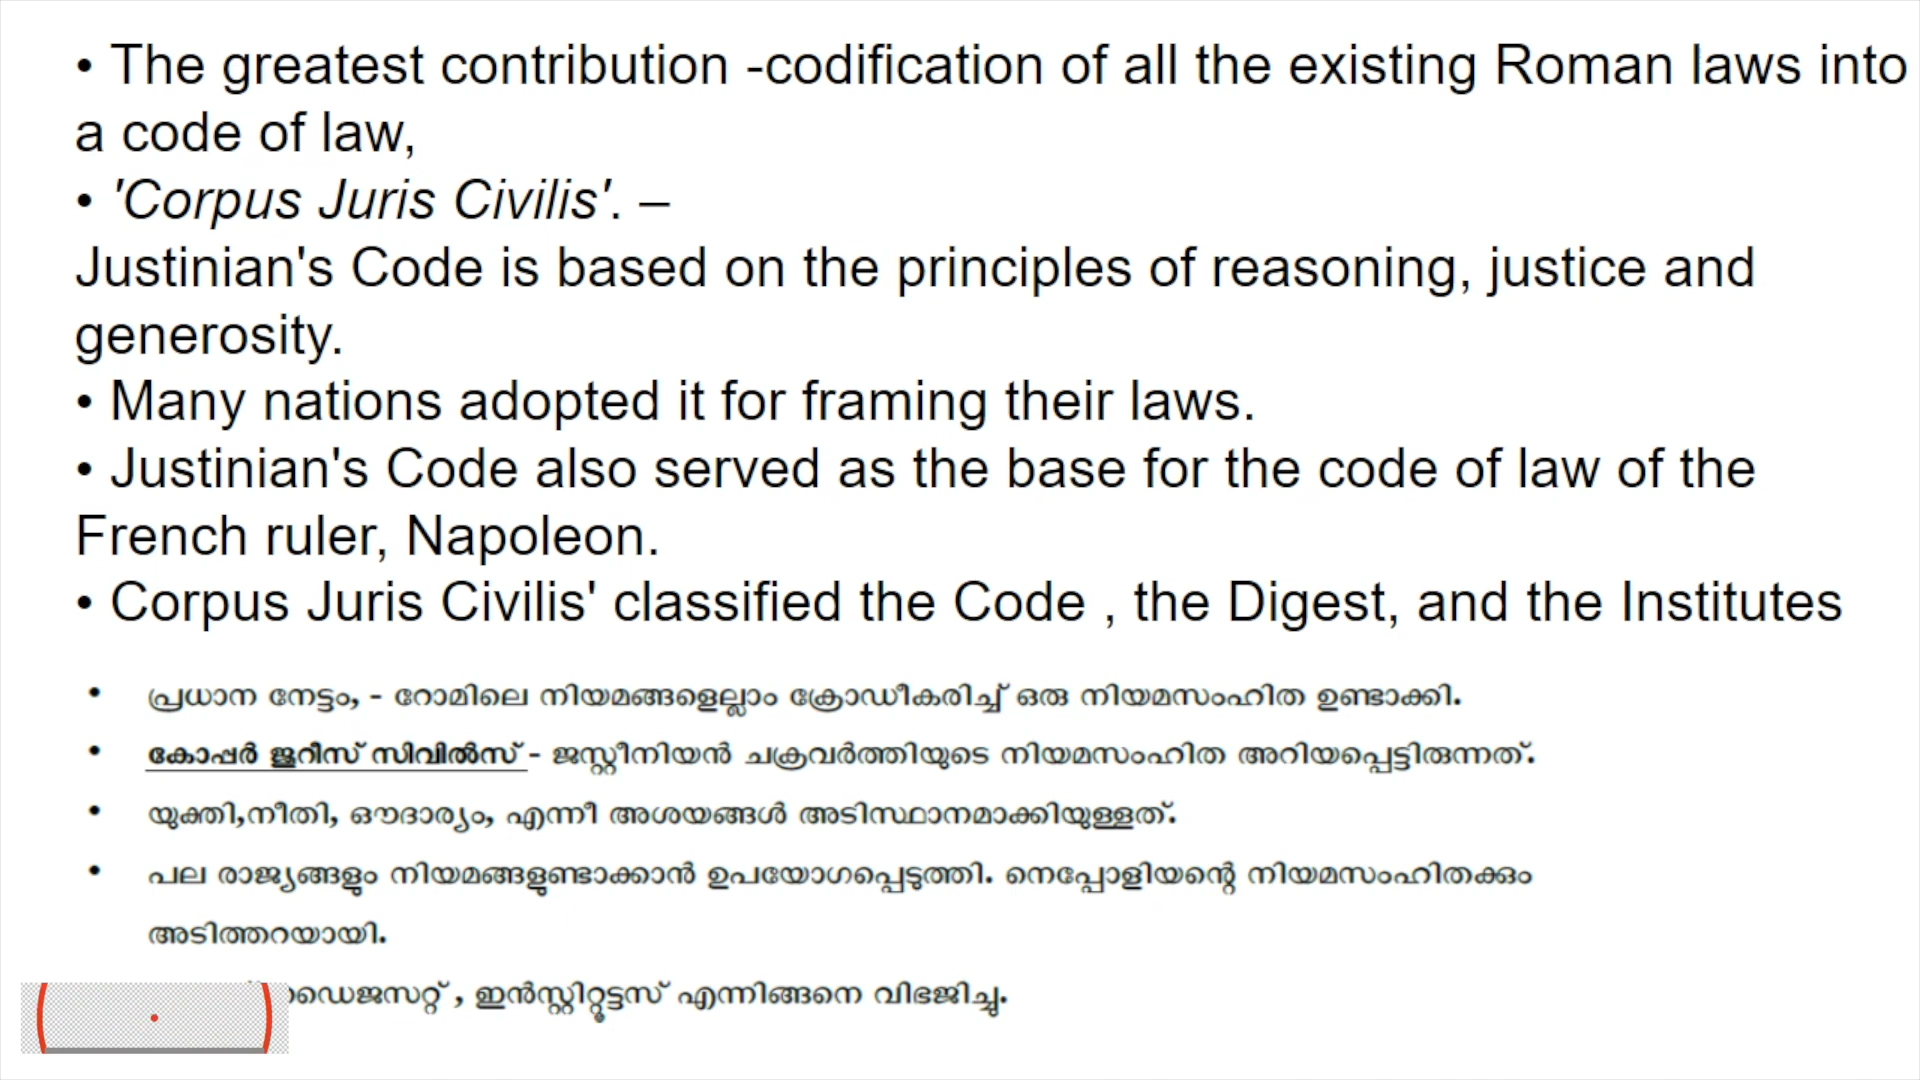 • The greatest contribution -codification of all the existing Roman laws into
a code of law,
• 'Corpus Juris Civilis'. –
Justinian's Code is based on the principles of reasoning, justice and
generosity.
• Many nations adopted it for framing their laws.
• Justinian's Code also served as the base for the code of law of the
French ruler, Napoleon.
• Corpus Juris Civilis' classified the Code , the Digest, and the Institutes
• പ്രധാന നേട്ടം, - റോമിലെ നിയമങ്ങളെല്ലാം ക്രോഡീകരിച്ച് ഒരു നിയമസംഹിത ഉണ്ടാക്കി.
• കോപ്പർ ജൂറീസ് സിവിൽസ് - ജസ്റ്റീനിയൻ ചക്രവർത്തിയുടെ നിയമസംഹിത അറിയപ്പെട്ടിരുന്നത്.
• യുക്തി,നീതി, ഔദാര്യം, എന്നീ അശയങ്ങൾ അടിസ്ഥാനമാക്കിയുള്ളത്.
• പല രാജ്യങ്ങളും നിയമങ്ങളുണ്ടാക്കാൻ ഉപയോഗപ്പെടുത്തി. നെപ്പോളിയന്റെ നിയമസംഹിതക്കും
അടിത്തറയായി.
, ഇൻസ്റ്റിറ്റൂട്ടസ് എന്നിങ്ങനെ വിഭജിച്ചു.